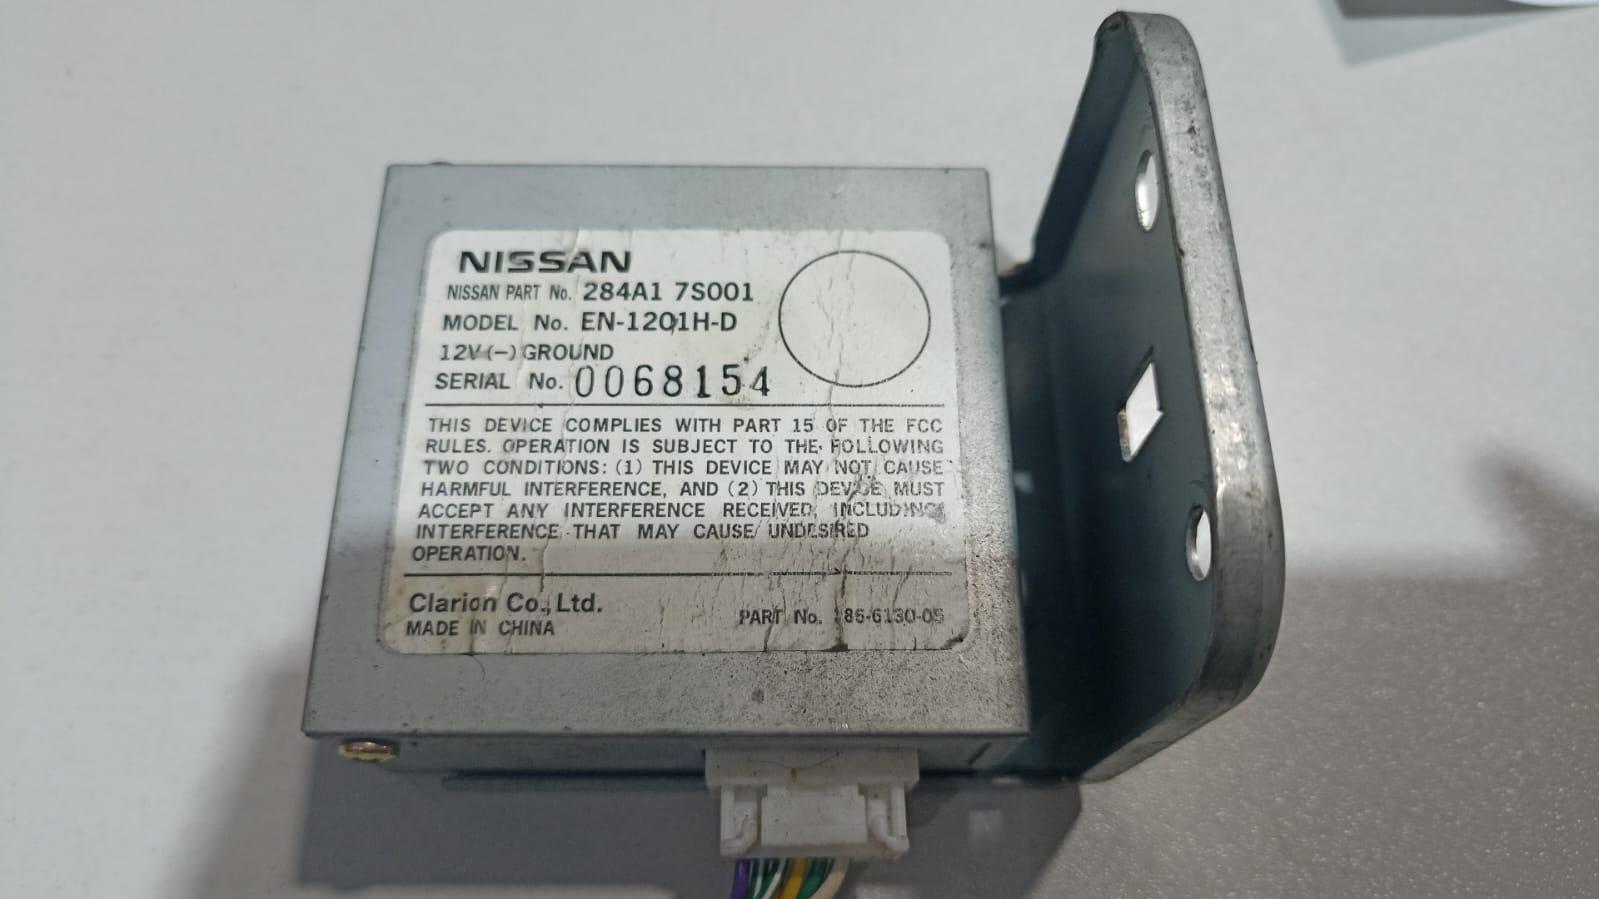 NISSAN
NISSAN PART No. 284A1 7S001
MODEL No. EN-1201H-D
12V(-) GROUND
SERIAL No. 0068154
THIS DEVICE COMPLIES WITH PART 15 OF THE FCC
RULES. OPERATION IS SUBJECT TO THE FOLLOWING
TWO CONDITIONS: (1) THIS DEVICE MAY NOT CAUSE
HARMFUL INTERFERENCE, AND (2) THIS DEVICE MUST
ACCEPT ANY INTERFERENCE RECEIVED, INCLUDING
INTERFERENCE THAT MAY CAUSE UNDESIRED
OPERATION.
Clarion Co., Ltd.
PART No.
MADE IN CHINA